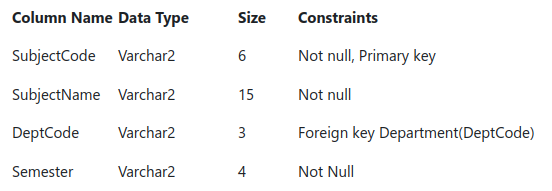 Column Name Data Type Size Constraints
SubjectCode Varchar2 6 Not null, Primary key
SubjectName Varchar2 15 Not null
DeptCode Varchar2 3 Foreign key Department(DeptCode)
Semester Varchar2 4 Not Null